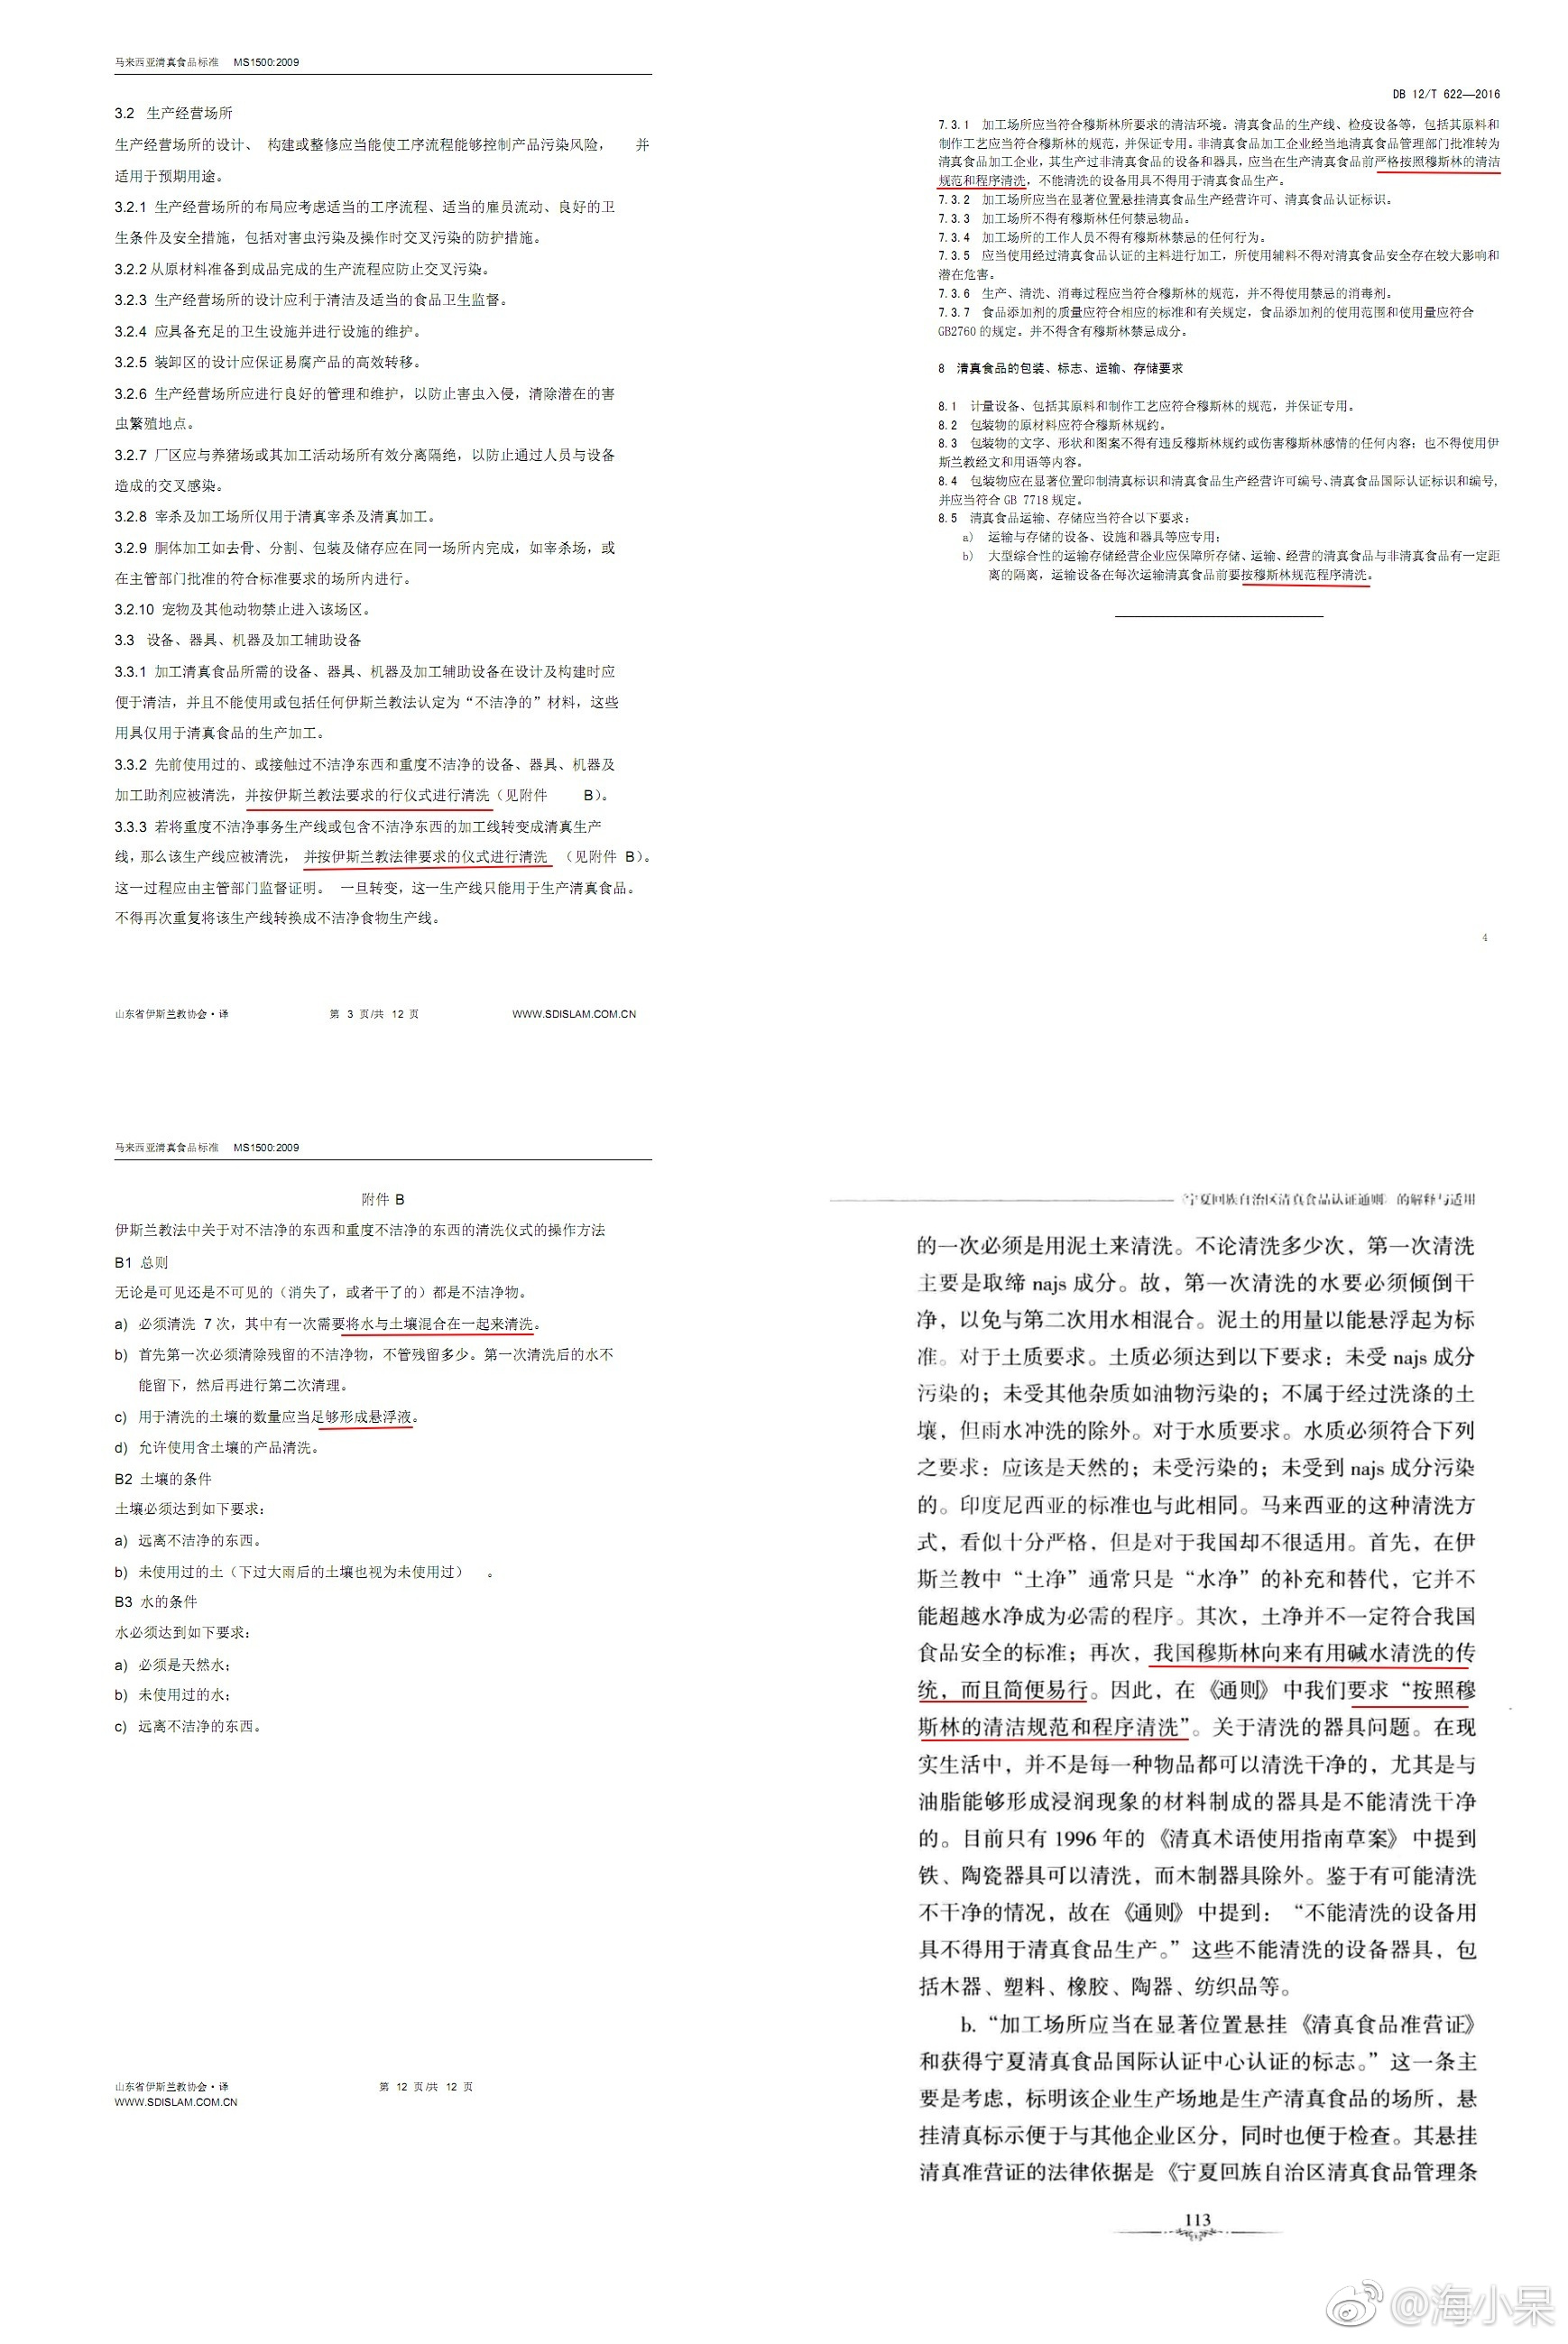 马来西亚清真食品标准 MS1500:2009
3.2 生产经营场所
生产经营场所的设计、 构建或整修应当能使工序流程能够控制产品污染风险, 并
适用于预期用途。
3.2.1 生产经营场所的布局应考虑适当的工序流程、适当的雇员流动、良好的卫
生条件及安全措施，包括对害虫污染及操作时交叉污染的防护措施。
3.2.2从原材料准备到成品完成的生产流程应防止交叉污染。
3.2.3 生产经营场所的设计应利于清洁及适当的食品卫生监督。
3.2.4 应具备充足的卫生设施并进行设施的维护。
3.2.5 装卸区的设计应保证易腐产品的高效转移。
3.2.6 生产经营场所应进行良好的管理和维护，以防止害虫入侵，清除潜在的害
虫繁殖地点。
3.2.7 厂区应与养猪场或其加工活动场所有效分离隔绝，以防止通过人员与设备
造成的交叉感染。
3.2.8 宰杀及加工场所仅用于清真宰杀及清真加工。
3.2.9 胴体加工如去骨、分割、包装及储存应在同一场所内完成，如宰杀场，或
在主管部门批准的符合标准要求的场所内进行。
3.2.10 宠物及其他动物禁止进入该场区。
3.3 设备、器具、机器及加工辅助设备
3.3.1 加工清真食品所需的设备、器具、机器及加工辅助设备在设计及构建时应
便于清洁，并且不能使用或包括任何伊斯兰教法认定为“不洁净的”材料，这些
用具仅用于清真食品的生产加工。
3.3.2 先前使用过的、或接触过不洁净东西和重度不洁净的设备、器具、机器及
加工助剂应被清洗，并按伊斯兰教法要求的行仪式进行清洗（见附件 B）。
3.3.3 若将重度不洁净事务生产线或包含不洁净东西的加工线转变成清真生产
线，那么该生产线应被清洗， 并按伊斯兰教法律要求的仪式进行清洗 （见附件 B）。
这一过程应由主管部门监督证明。 一旦转变，这一生产线只能用于生产清真食品。
不得再次重复将该生产线转换成不洁净食物生产线。
山东省伊斯兰教协会·译 第 3 页/共 12 页 WWW.SDISLAM.COM.CN
DB 12/T 622—2016
7.3.1 加工场所应当符合穆斯林所要求的清洁环境。清真食品的生产线、检疫设备等，包括其原料和
制作工艺应当符合穆斯林的规范，并保证专用。非清真食品加工企业经当地清真食品管理部门批准转为
清真食品加工企业，其生产过非清真食品的设备和器具，应当在生产清真食品前严格按照穆斯林的清洁
规范和程序清洗，不能清洗的设备用具不得用于清真食品生产。
7.3.2 加工场所应当在显著位置悬挂清真食品生产经营许可、清真食品认证标识。
7.3.3 加工场所不得有穆斯林任何禁忌物品。
7.3.4 加工场所的工作人员不得有穆斯林禁忌的任何行为。
7.3.5 应当使用经过清真食品认证的主料进行加工，所使用辅料不得对清真食品安全存在较大影响和
潜在危害。
7.3.6 生产、清洗、消毒过程应当符合穆斯林的规范，并不得使用禁忌的消毒剂。
7.3.7 食品添加剂的质量应符合相应的标准和有关规定，食品添加剂的使用范围和使用量应符合
GB2760 的规定。并不得含有穆斯林禁忌成分。
8 清真食品的包装、标志、运输、存储要求
8.1 计量设备、包括其原料和制作工艺应符合穆斯林的规范，并保证专用。
8.2 包装物的原材料应符合穆斯林规约。
8.3 包装物的文字、形状和图案不得有违反穆斯林规约或伤害穆斯林感情的任何内容；也不得使用伊
斯兰教经文和用语等内容。
8.4 包装物应在显著位置印制清真标识和清真食品生产经营许可编号、清真食品国际认证标识和编号,
并应当符合 GB 7718 规定。
8.5 清真食品运输、存储应当符合以下要求：
a) 运输与存储的设备、设施和器具等应专用；
b) 大型综合性的运输存储经营企业应保障所存储、运输、经营的清真食品与非清真食品有一定距
离的隔离，运输设备在每次运输清真食品前要按穆斯林规范程序清洗。
4
马来西亚清真食品标准 MS1500:2009
附件 B
伊斯兰教法中关于对不洁净的东西和重度不洁净的东西的清洗仪式的操作方法
B1 总则
无论是可见还是不可见的（消失了，或者干了的）都是不洁净物。
a) 必须清洗 7 次，其中有一次需要将水与土壤混合在一起来清洗。
b) 首先第一次必须清除残留的不洁净物，不管残留多少。第一次清洗后的水不
能留下，然后再进行第二次清理。
c) 用于清洗的土壤的数量应当足够形成悬浮液。
d) 允许使用含土壤的产品清洗。
B2 土壤的条件
土壤必须达到如下要求：
a) 远离不洁净的东西。
b) 未使用过的土（下过大雨后的土壤也视为未使用过） 。
B3 水的条件
水必须达到如下要求：
a) 必须是天然水；
b) 未使用过的水；
c) 远离不洁净的东西。
山东省伊斯兰教协会·译 第 12 页/共 12 页
WWW.SDISLAM.COM.CN
《宁夏回族自治区清真食品认证通则》的解释与适用
的一次必须是用泥土来清洗。不论清洗多少次，第一次清洗
主要是取缔 najs 成分。故，第一次清洗的水要必须倾倒干
净，以免与第二次用水相混合。泥土的用量以能悬浮起为标
准。对于土质要求。土质必须达到以下要求：未受 najs 成分
污染的；未受其他杂质如油物污染的；不属于经过洗涤的土
壤，但雨水冲洗的除外。对于水质要求。水质必须符合下列
之要求：应该是天然的；未受污染的；未受到 najs 成分污染
的。印度尼西亚的标准也与此相同。马来西亚的这种清洗方
式，看似十分严格，但是对于我国却不很适用。首先，在伊
斯兰教中“土净”通常只是“水净”的补充和替代，它并不
能超越水净成为必需的程序。其次，土净并不一定符合我国
食品安全的标准；再次，我国穆斯林向来有用碱水清洗的传
统，而且简便易行。因此，在《通则》中我们要求“按照穆
斯林的清洁规范和程序清洗”。关于清洗的器具问题。在现
实生活中，并不是每一种物品都可以清洗干净的，尤其是与
油脂能够形成浸润现象的材料制成的器具是不能清洗干净
的。目前只有 1996 年的《清真术语使用指南草案》中提到
铁、陶瓷器具可以清洗，而木制器具除外。鉴于有可能清洗
不干净的情况，故在《通则》中提到：“不能清洗的设备用
具不得用于清真食品生产。”这些不能清洗的设备器具，包
括木器、塑料、橡胶、陶器、纺织品等。
b. “加工场所应当在显著位置悬挂《清真食品准营证》
和获得宁夏清真食品国际认证中心认证的标志。”这一条主
要是考虑，标明该企业生产场地是生产清真食品的场所，悬
挂清真标示便于与其他企业区分，同时也便于检查。其悬挂
清真准营证的法律依据是《宁夏回族自治区清真食品管理条
113
@海小呆